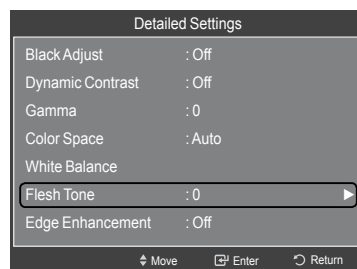 Detailed Settings
Black Adjust : Off
Dynamic Contrast : Off
Gamma : 0
Color Space : Auto
White Balance
Flesh Tone : 0
Edge Enhancement : Off
Move Enter Return